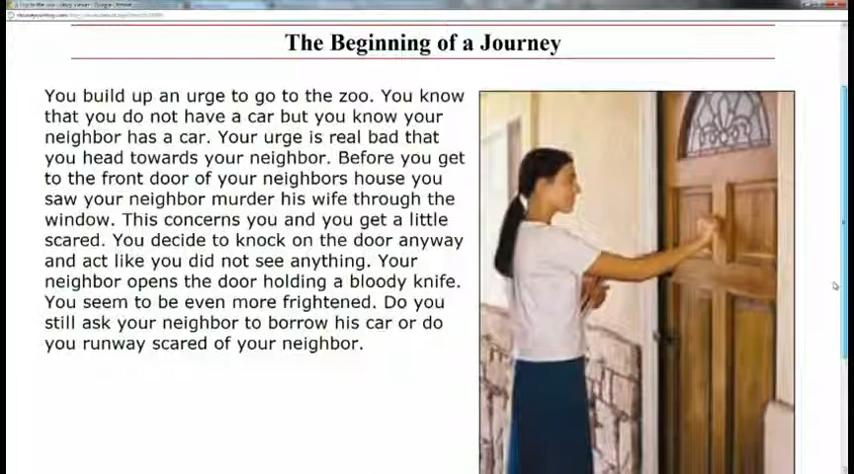 The Beginning of a Journey
You build up an urge to go to the zoo. You know
that you do not have a car but you know your
neighbor has a car. Your urge is real bad that
you head towards your neighbor. Before you get
to the front door of your neighbors house you
saw your neighbor murder his wife through the
window. This concerns you and you get a little
scared. You decide to knock on the door anyway
and act like you did not see anything. Your
neighbor opens the door holding a bloody knife.
You seem to be even more frightened. Do you
still ask your neighbor to borrow his car or do
you runway scared of your neighbor.